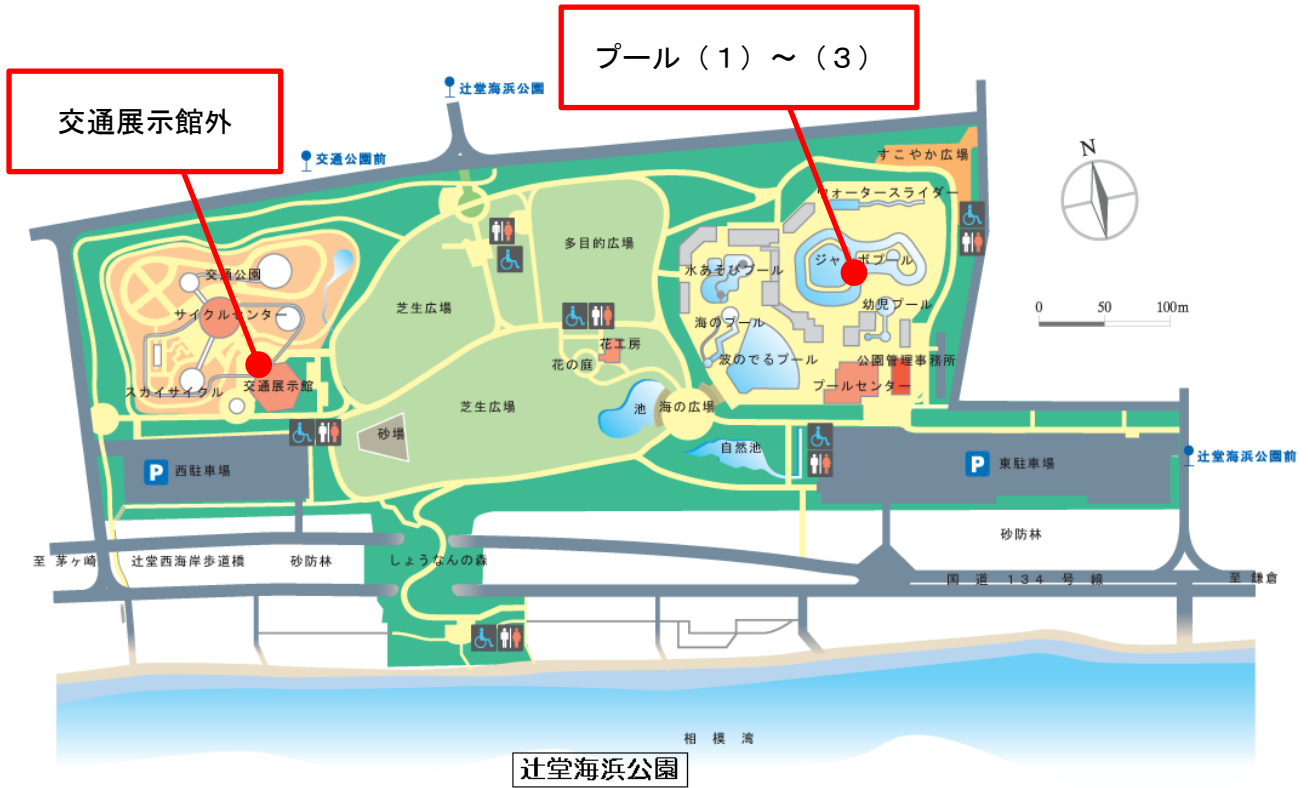 プール（１）～（３）
交通展示館外
辻堂海浜公園
交通公園前
N
すこやか広場
ウォータースライダー
多目的広場
交通公園
水あそびプール
ジャンボプール
サイクルセンター
芝生広場
幼児プール
0 50 100m
海のプール
花工房
花の庭
波のでるプール
公園管理事務所
スカイサイクル
交通展示館
プールセンター
芝生広場
池
海の広場
砂場
自然池
P 西駐車場
P 東駐車場
辻堂海浜公園前
砂防林
至 茅ヶ崎
辻堂西海岸歩道橋
砂防林
しょうなんの森
国道134号線
至 鎌倉
相模湾
辻堂海浜公園